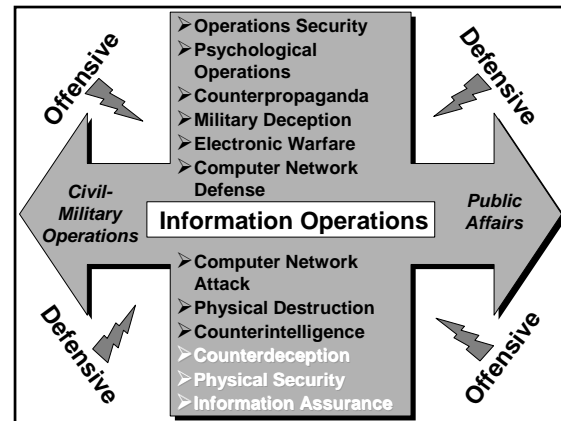 Offensive
Defensive
➢Operations Security
➢Psychological
Operations
➢Counterpropaganda
➢Military Deception
➢Electronic Warfare
➢Computer Network
Defense
Civil-
Military
Operations
Information Operations
Public
Affairs
➢Computer Network
Attack
➢Physical Destruction
➢Counterintelligence
➢Counterdeception
➢Physical Security
➢Information Assurance
Defensive
Offensive